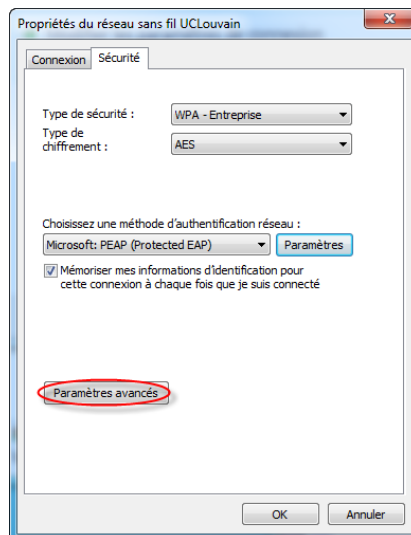 Propriétés du réseau sans fil UCLouvain
Connexion
Sécurité
Type de sécurité :
WPA - Entreprise
Type de
chiffrement :
AES
Choisissez une méthode d'authentification réseau :
Microsoft: PEAP (Protected EAP)
Paramètres
Mémoriser mes informations d'identification pour
cette connexion à chaque fois que je suis connecté
Paramètres avancés
OK
Annuler